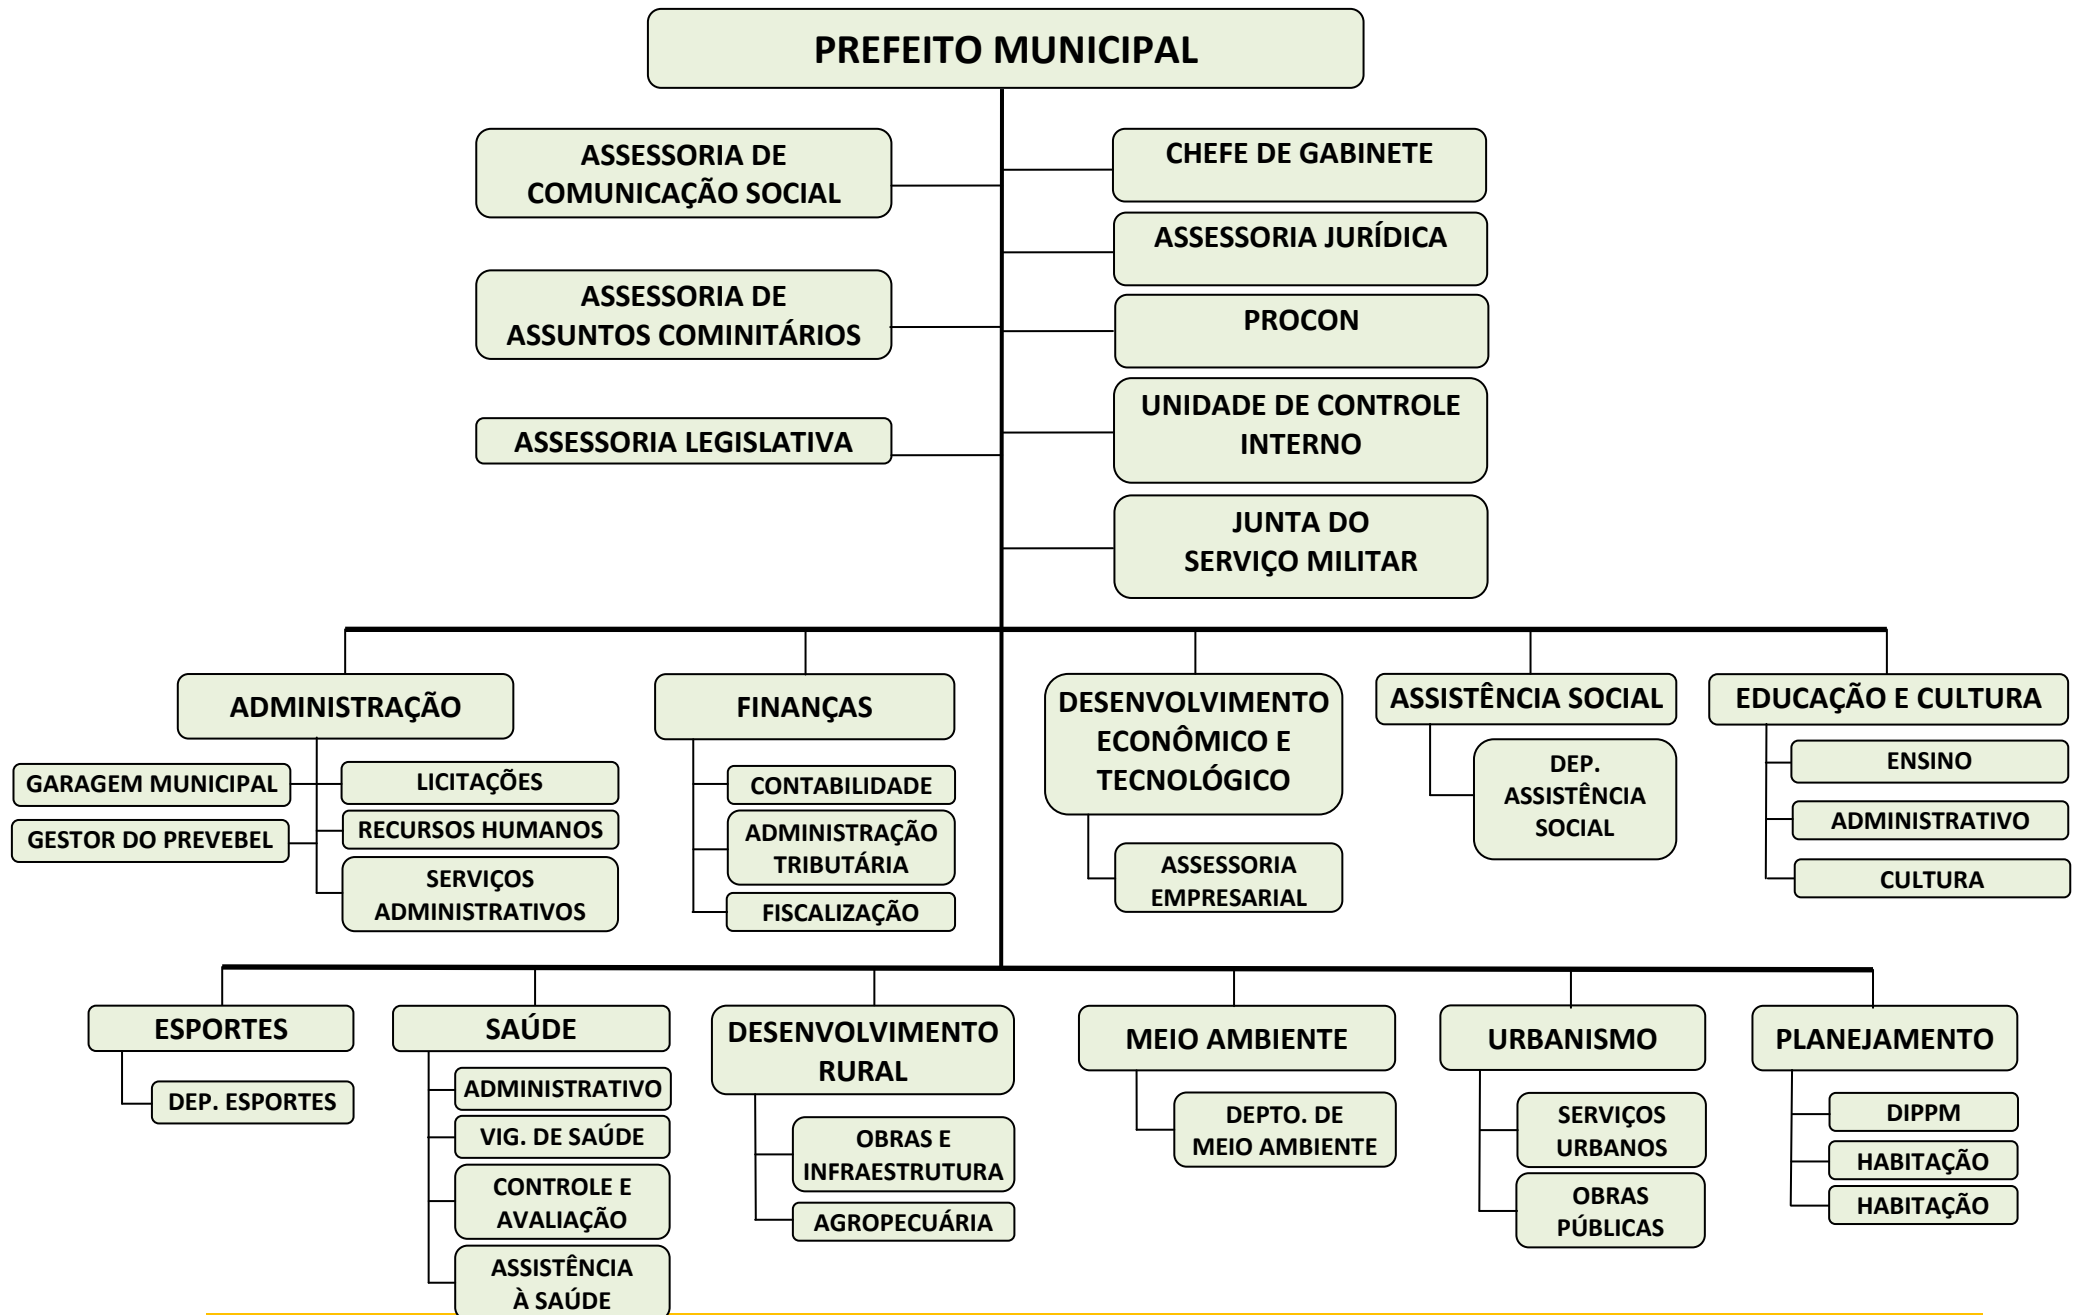 PREFEITO MUNICIPAL
ASSESSORIA DE
COMUNICAÇÃO SOCIAL
CHEFE DE GABINETE
ASSESSORIA JURÍDICA
ASSESSORIA DE
ASSUNTOS COMINITÁRIOS
PROCON
UNIDADE DE CONTROLE
INTERNO
ASSESSORIA LEGISLATIVA
JUNTA DO
SERVIÇO MILITAR
ADMINISTRAÇÃO
GARAGEM MUNICIPAL
LICITAÇÕES
RECURSOS HUMANOS
GESTOR DO PREVEBEL
SERVIÇOS
ADMINISTRATIVOS
FINANÇAS
CONTABILIDADE
ADMINISTRAÇÃO
TRIBUTÁRIA
FISCALIZAÇÃO
DESENVOLVIMENTO
ECONÔMICO E
TECNOLÓGICO
ASSESSORIA
EMPRESARIAL
ASSISTÊNCIA SOCIAL
DEP.
ASSISTÊNCIA
SOCIAL
EDUCAÇÃO E CULTURA
ENSINO
ADMINISTRATIVO
CULTURA
ESPORTES
DEP. ESPORTES
SAÚDE
ADMINISTRATIVO
VIG. DE SAÚDE
CONTROLE E
AVALIAÇÃO
ASSISTÊNCIA
À SAÚDE
DESENVOLVIMENTO
RURAL
OBRAS E
INFRAESTRUTURA
AGROPECUÁRIA
MEIO AMBIENTE
DEPTO. DE
MEIO AMBIENTE
URBANISMO
SERVIÇOS
URBANOS
OBRAS
PÚBLICAS
PLANEJAMENTO
DIPPM
HABITAÇÃO
HABITAÇÃO